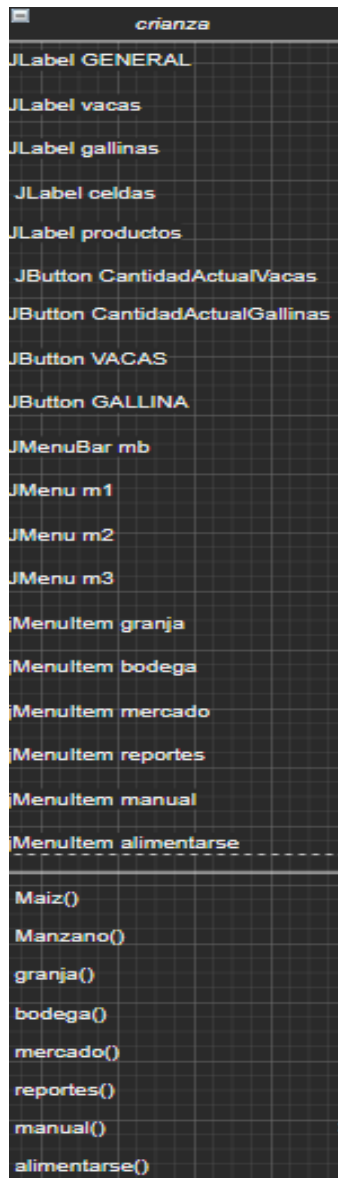 crianza
JLabel GENERAL
JLabel vacas
JLabel gallinas
JLabel celdas
JLabel productos
JButton CantidadActualVacas
JButton CantidadActualGallinas
JButton VACAS
JButton GALLINA
JMenuBar mb
JMenu m1
JMenu m2
JMenu m3
jMenuItem granja
jMenuItem bodega
jMenuItem mercado
jMenuItem reportes
jMenuItem manual
jMenuItem alimentarse
Maiz()
Manzano()
granja()
bodega()
mercado()
reportes()
manual()
alimentarse()